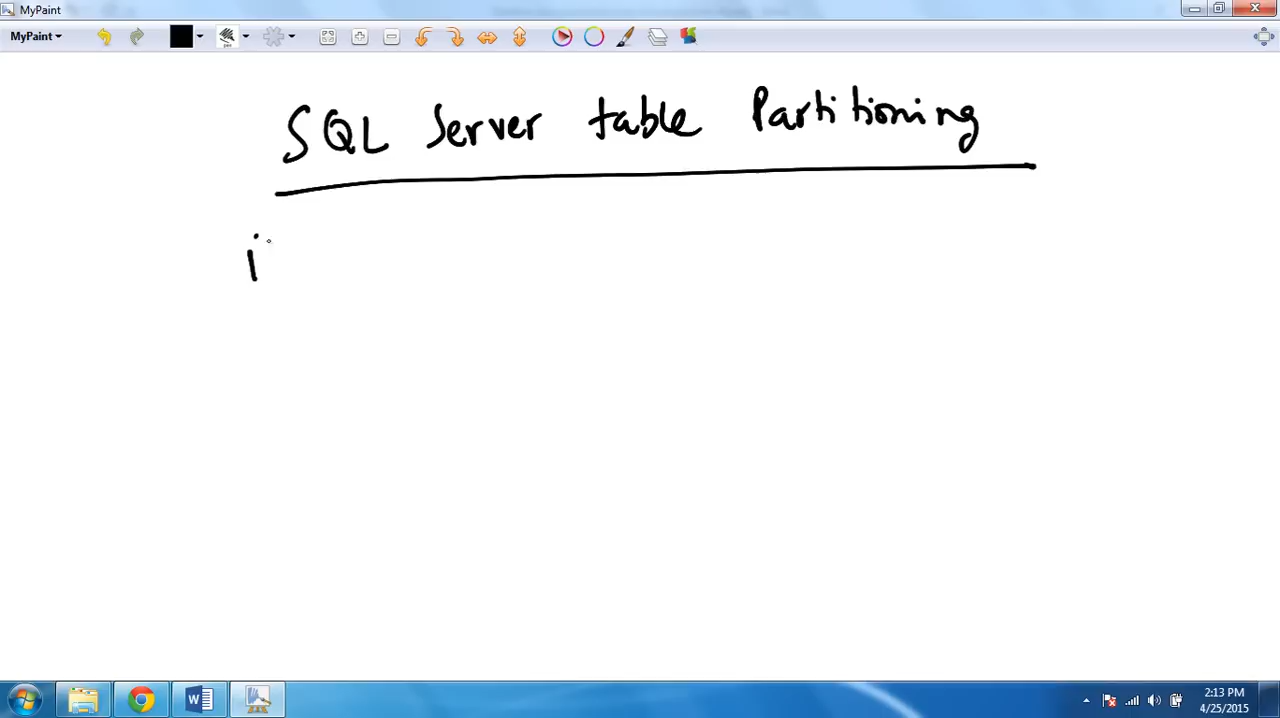 MyPaint
MyPaint
SQL Server table Partitioning
i
2:13 PM
4/25/2015